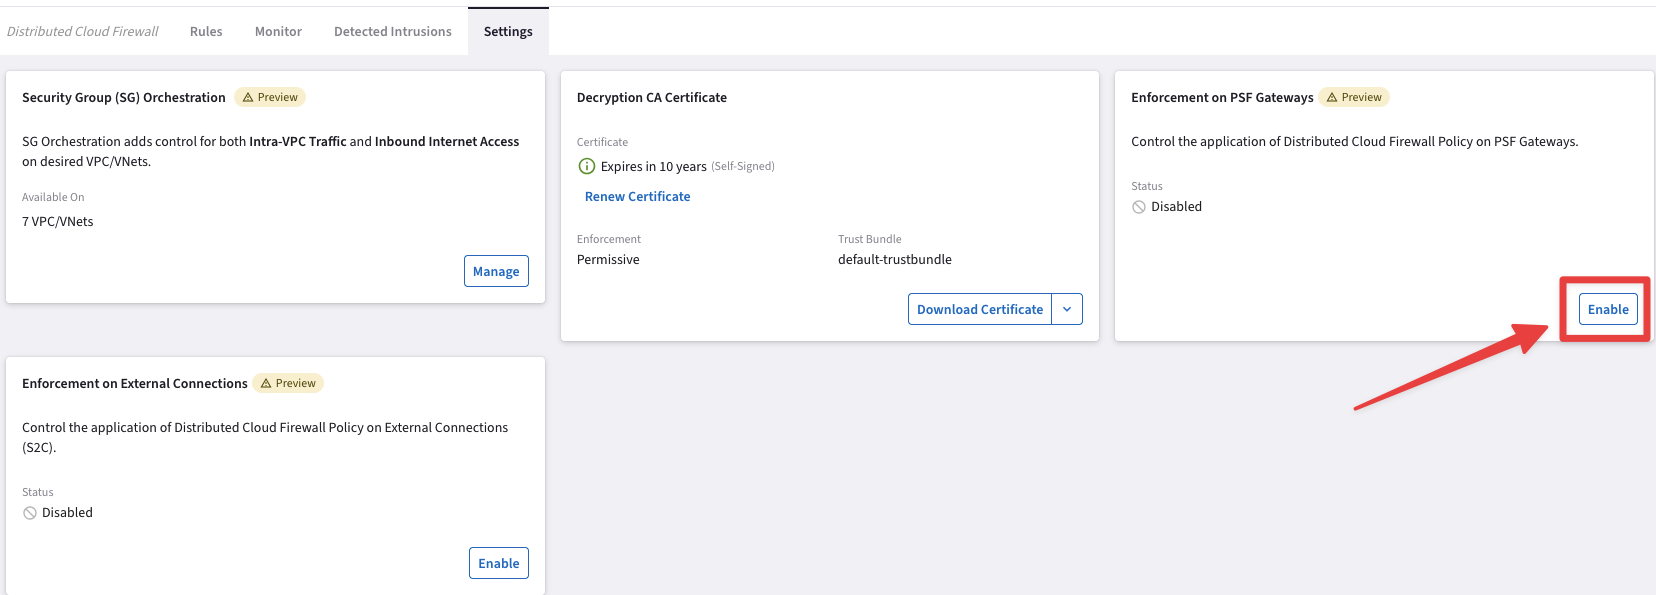 Distributed Cloud Firewall Rules Monitor Detected Intrusions Settings
Security Group (SG) Orchestration Preview
SG Orchestration adds control for both Intra-VPC Traffic and Inbound Internet Access
on desired VPC/VNets.
Available On
7 VPC/VNets
Manage
Decryption CA Certificate
Certificate
Expires in 10 years (Self-Signed)
Renew Certificate
Enforcement Trust Bundle
Permissive default-trustbundle
Download Certificate
Enforcement on PSF Gateways Preview
Control the application of Distributed Cloud Firewall Policy on PSF Gateways.
Status
Disabled
Enable
Enforcement on External Connections Preview
Control the application of Distributed Cloud Firewall Policy on External Connections
(S2C).
Status
Disabled
Enable